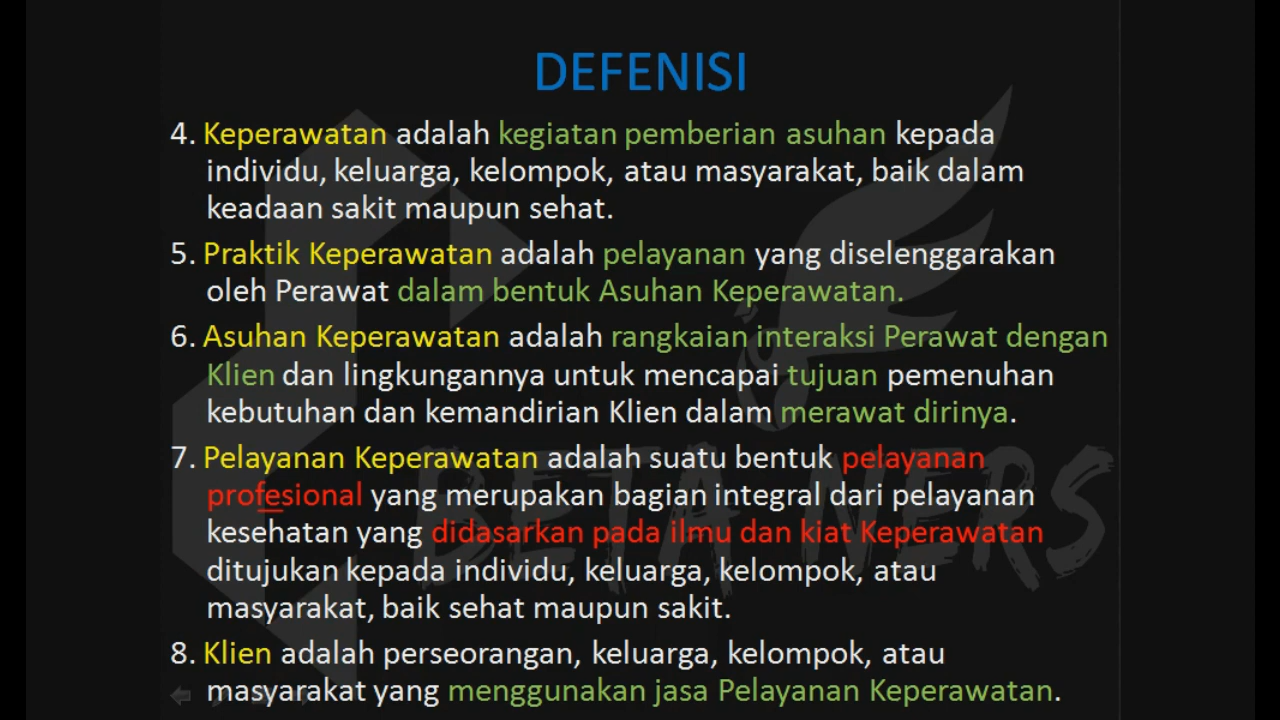 DEFENISI
4. Keperawatan adalah kegiatan pemberian asuhan kepada
individu, keluarga, kelompok, atau masyarakat, baik dalam
keadaan sakit maupun sehat.
5. Praktik Keperawatan adalah pelayanan yang diselenggarakan
oleh Perawat dalam bentuk Asuhan Keperawatan.
6. Asuhan Keperawatan adalah rangkaian interaksi Perawat dengan
Klien dan lingkungannya untuk mencapai tujuan pemenuhan
kebutuhan dan kemandirian Klien dalam merawat dirinya.
7. Pelayanan Keperawatan adalah suatu bentuk pelayanan
profesional yang merupakan bagian integral dari pelayanan
kesehatan yang didasarkan pada ilmu dan kiat Keperawatan
ditujukan kepada individu, keluarga, kelompok, atau
masyarakat, baik sehat maupun sakit.
8. Klien adalah perseorangan, keluarga, kelompok, atau
masyarakat yang menggunakan jasa Pelayanan Keperawatan.
BETA NERS